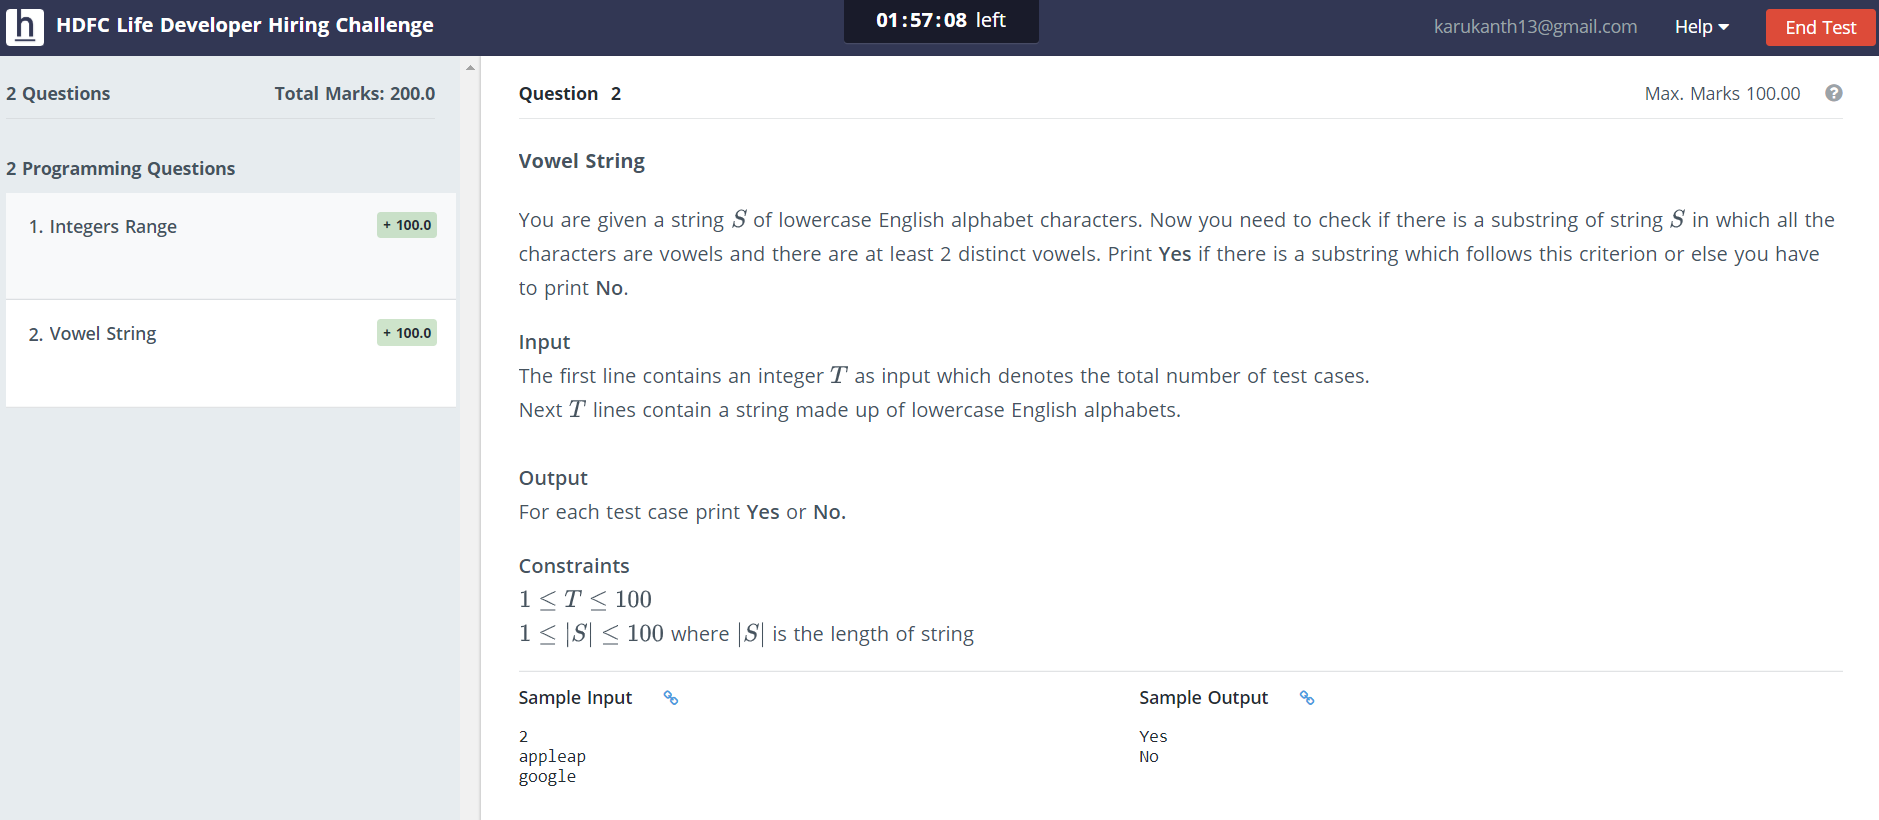 h HDFC Life Developer Hiring Challenge
01:57:08 left
karukanth13@gmail.com
Help
End Test
2 Questions
Total Marks: 200.0
2 Programming Questions
1. Integers Range
+ 100.0
2. Vowel String
+ 100.0
Question 2
Max. Marks 100.00
?
Vowel String
You are given a string S of lowercase English alphabet characters. Now you need to check if there is a substring of string S in which all the
characters are vowels and there are at least 2 distinct vowels. Print Yes if there is a substring which follows this criterion or else you have
to print No.
Input
The first line contains an integer T as input which denotes the total number of test cases.
Next T lines contain a string made up of lowercase English alphabets.
Output
For each test case print Yes or No.
Constraints
1 ≤ T ≤ 100
1 ≤ |S| ≤ 100 where |S| is the length of string
Sample Input
2
appleap
google
Sample Output
Yes
No